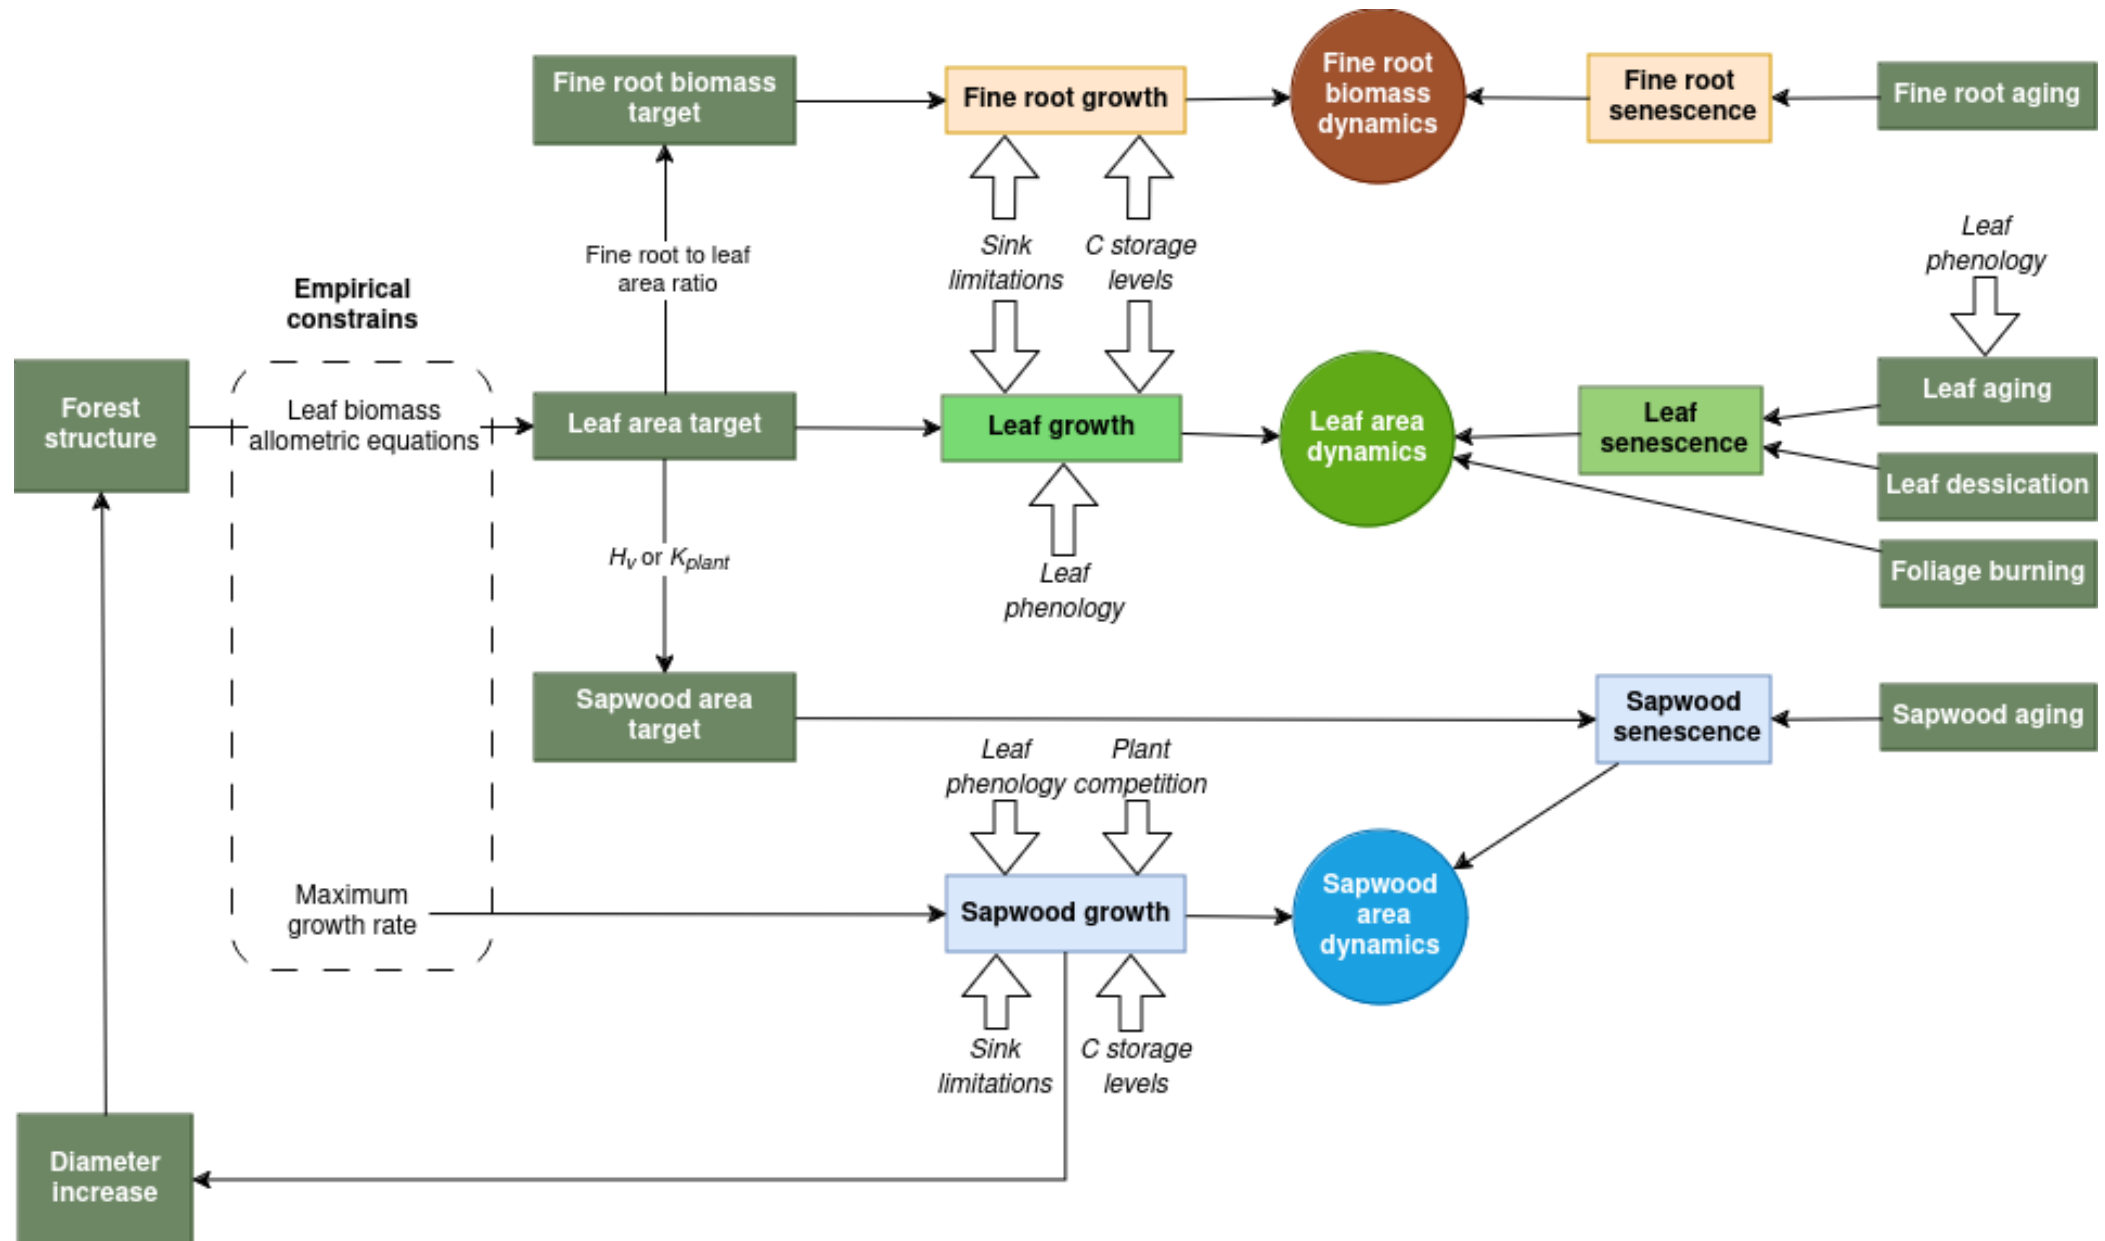 Fine root biomass
target
Fine root growth
Fine root
biomass
dynamics
Fine root
senescence
Fine root aging
Fine root to leaf
area ratio
Sink
limitations
C storage
levels
Leaf
phenology
Empirical
constrains
Forest
structure
Leaf biomass
allometric equations
Leaf area target
Leaf growth
Leaf area
dynamics
Leaf
senescence
Leaf aging
Leaf dessication
Foliage burning
Hv or Kplant
Leaf
phenology
Sapwood area
target
Sapwood
senescence
Sapwood aging
Leaf
phenology
Plant
competition
Maximum
growth rate
Sapwood growth
Sapwood
area
dynamics
Sink
limitations
C storage
levels
Diameter
increase